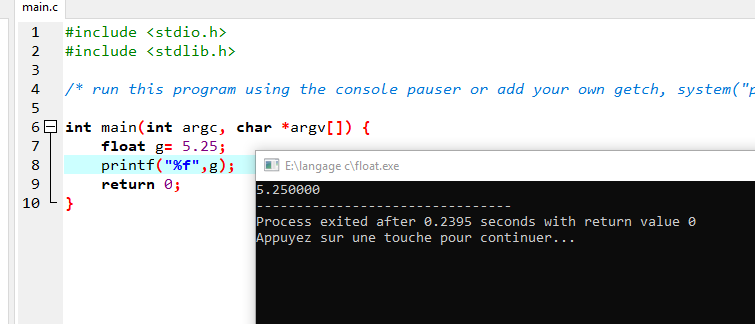 main.c
1 #include <stdio.h>
2 #include <stdlib.h>
3
4 /* run this program using the console pauser or add your own getch, system("p
5
6 int main(int argc, char *argv[]) {
7 float g= 5.25;
8 printf("%f",g);
9 return 0;
10 }
E:\langage c\float.exe
5.250000
--------------------------------
Process exited after 0.2395 seconds with return value 0
Appuyez sur une touche pour continuer...